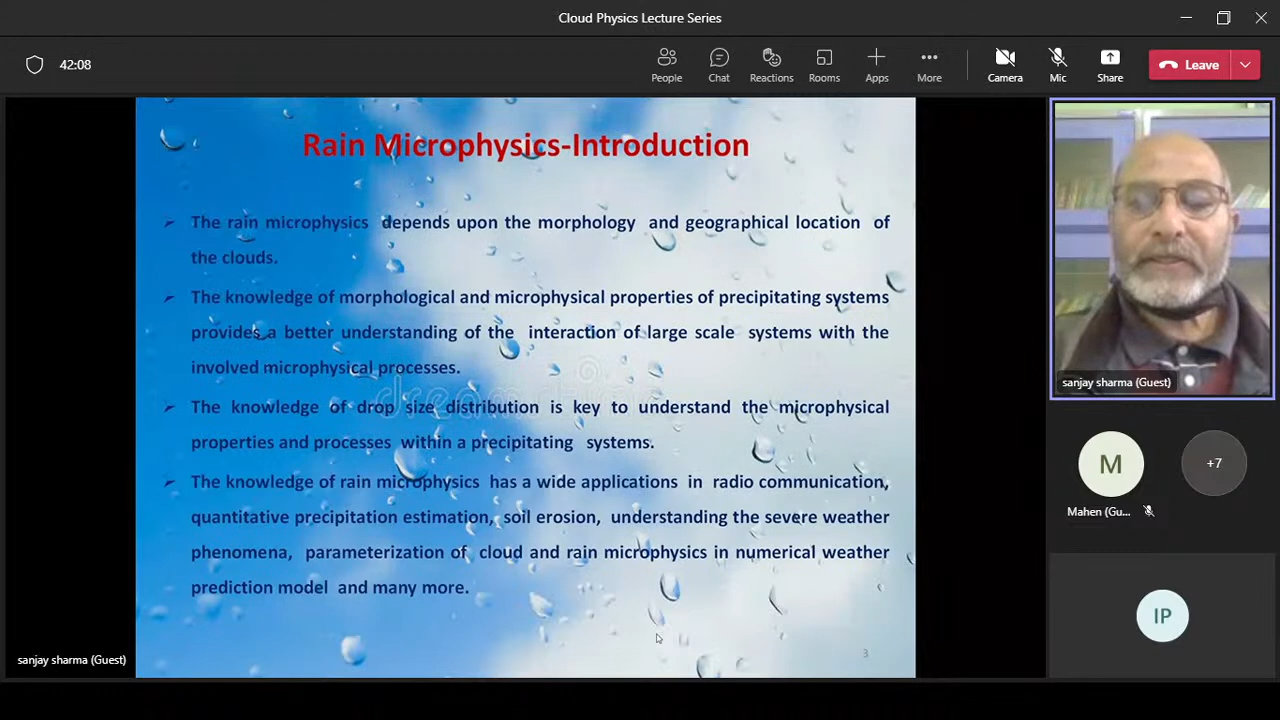 Cloud Physics Lecture Series
42:08
People
Chat
Reactions
Rooms
Apps
More
Camera
Mic
Share
Leave
Rain Microphysics-Introduction
The rain microphysics depends upon the morphology and geographical location of
the clouds.
The knowledge of morphological and microphysical properties of precipitating systems
provides a better understanding of the interaction of large scale systems with the
involved microphysical processes.
The knowledge of drop size distribution is key to understand the microphysical
properties and processes within a precipitating systems.
The knowledge of rain microphysics has a wide applications in radio communication,
quantitative precipitation estimation, soil erosion, understanding the severe weather
phenomena, parameterization of cloud and rain microphysics in numerical weather
prediction model and many more.
3
sanjay sharma (Guest)
sanjay sharma (Guest)
M
+7
Mahen (Gu...
IP